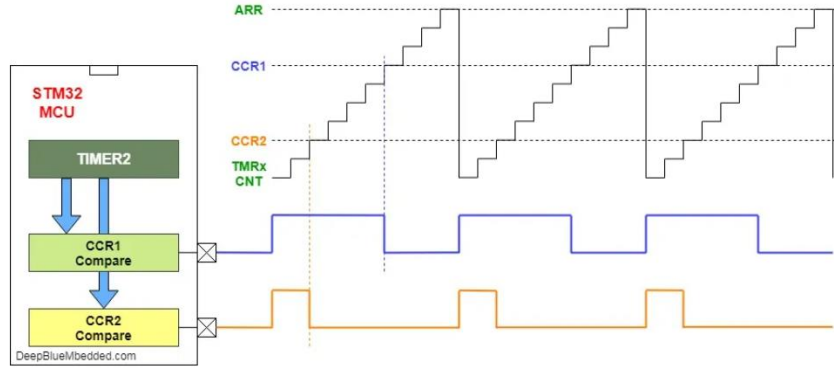 ARR
CCR1
CCR2
TMRx
CNT
STM32
MCU
TIMER2
CCR1
Compare
CCR2
Compare
DeepBlueMbedded.com